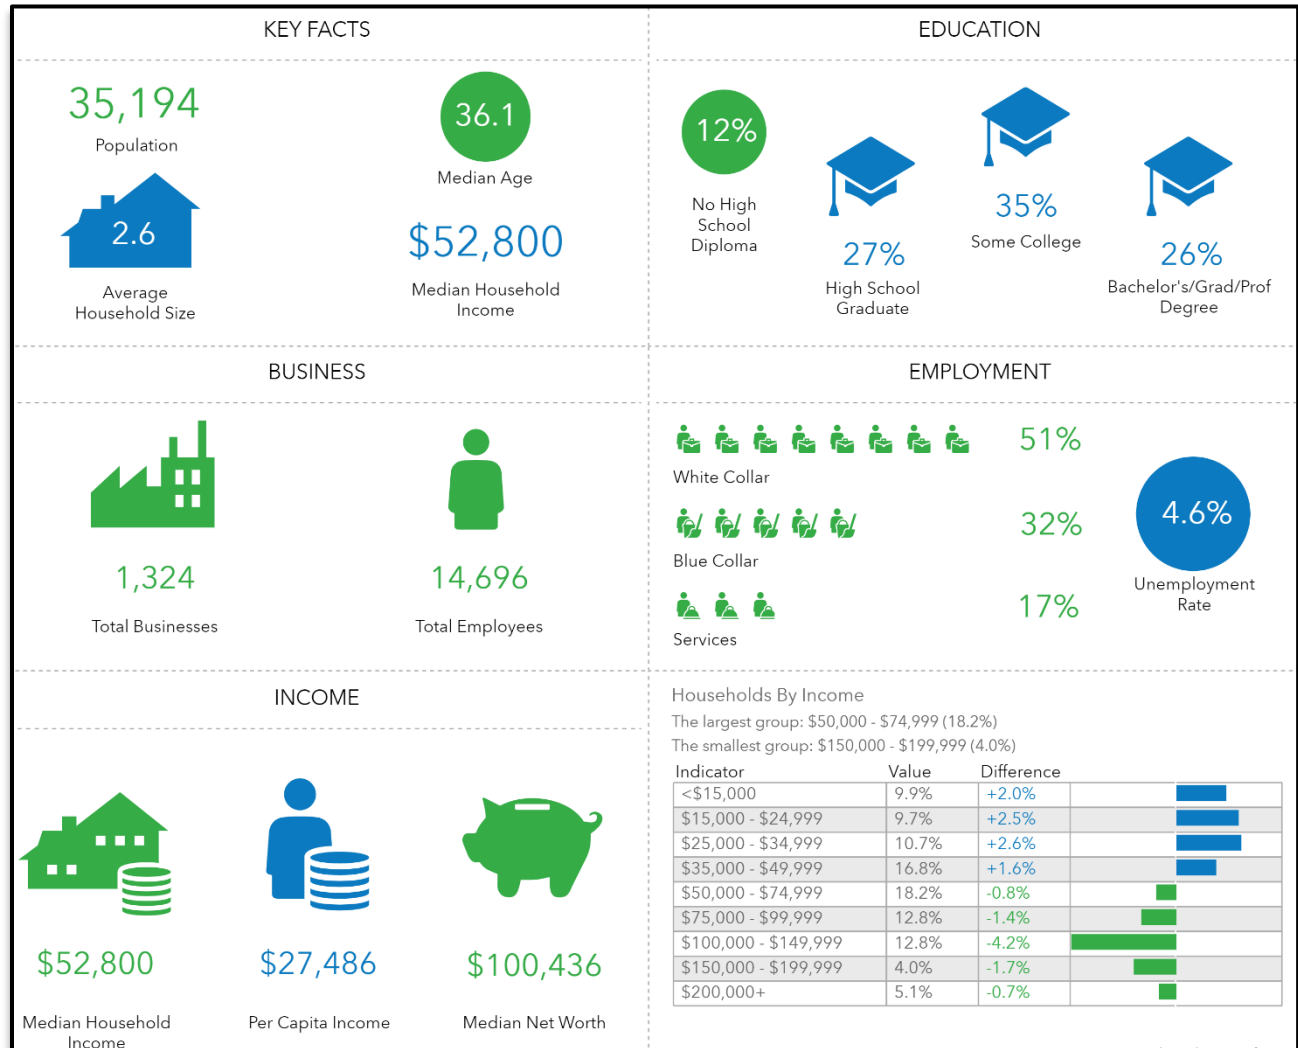 KEY FACTS
35,194
Population
36.1
Median Age
2.6
Average
Household Size
$52,800
Median Household
Income
EDUCATION
12%
No High
School
Diploma
27%
High School
Graduate
35%
Some College
26%
Bachelor's/Grad/Prof
Degree
BUSINESS
1,324
Total Businesses
14,696
Total Employees
EMPLOYMENT
51%
White Collar
32%
Blue Collar
17%
Services
4.6%
Unemployment
Rate
INCOME
$52,800
Median Household
Income
$27,486
Per Capita Income
$100,436
Median Net Worth
Households By Income
The largest group: $50,000 - $74,999 (18.2%)
The smallest group: $150,000 - $199,999 (4.0%)
Indicator Value Difference
<$15,000 9.9% +2.0%
$15,000 - $24,999 9.7% +2.5%
$25,000 - $34,999 10.7% +2.6%
$35,000 - $49,999 16.8% +1.6%
$50,000 - $74,999 18.2% -0.8%
$75,000 - $99,999 12.8% -1.4%
$100,000 - $149,999 12.8% -4.2%
$150,000 - $199,999 4.0% -1.7%
$200,000+ 5.1% -0.7%